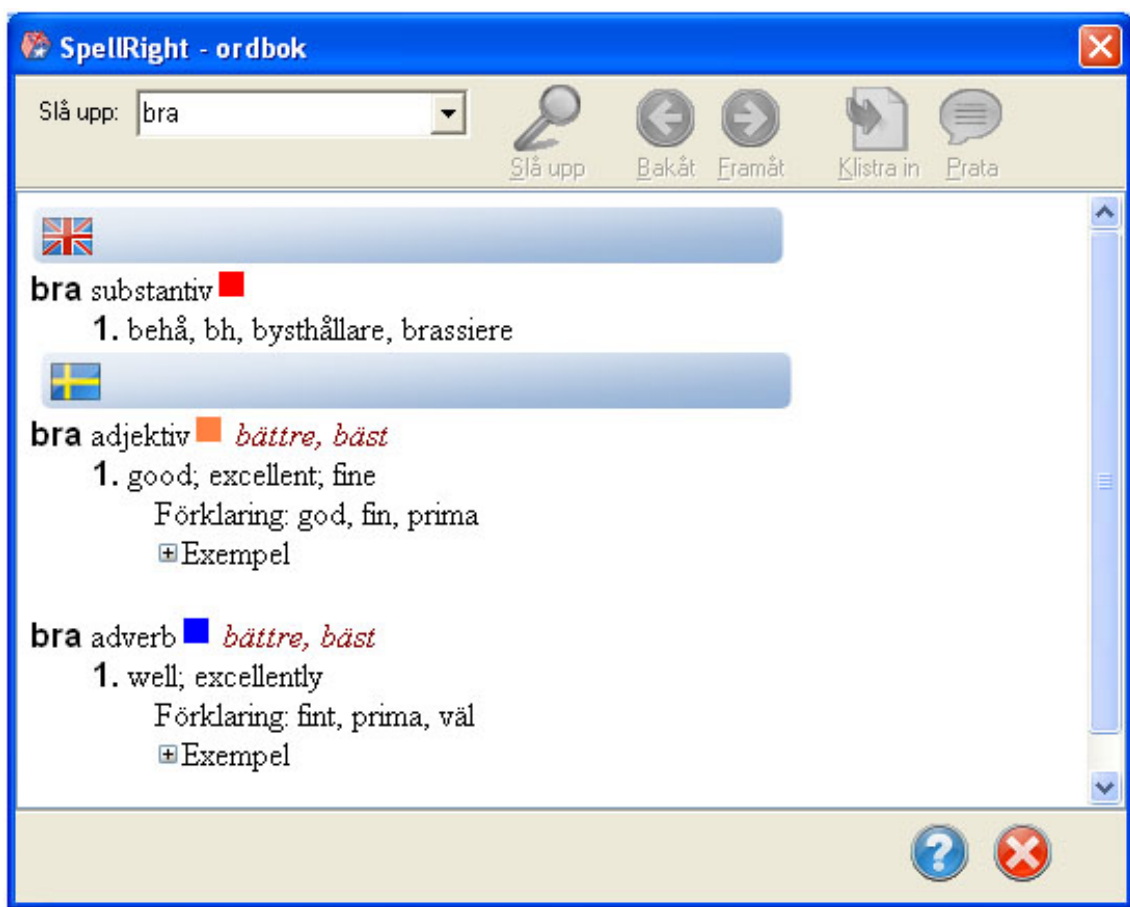 SpellRight - ordbok
Slå upp: bra
Slå upp Bakåt Framåt Klistra in Prata
bra substantiv
1. behå, bh, bysthållare, brassiere
bra adjektiv bättre, bäst
1. good; excellent; fine
Förklaring: god, fin, prima
Exempel
bra adverb bättre, bäst
1. well; excellently
Förklaring: fint, prima, väl
Exempel